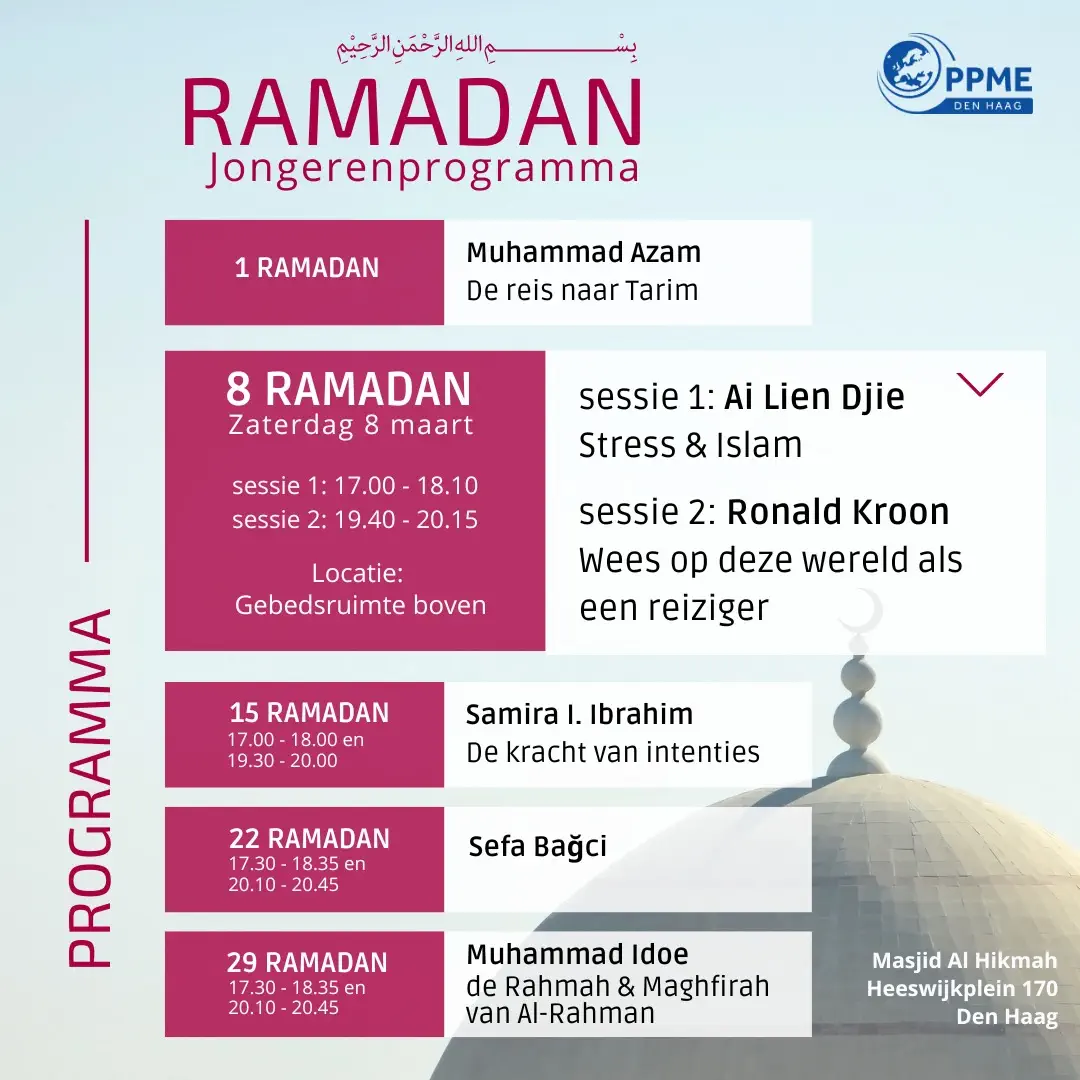 بِسْــــــــــــــــمِ اللهِ الرَّحْمَنِ الرَّحِيْمِ
RAMADAN
Jongerenprogramma
PPME
DEN HAAG
PROGRAMMA
1 RAMADAN
Muhammad Azam
De reis naar Tarim
8 RAMADAN
Zaterdag 8 maart
sessie 1: 17.00 - 18.10
sessie 2: 19.40 - 20.15
Locatie:
Gebedsruimte boven
sessie 1: Ai Lien Djie
Stress & Islam
sessie 2: Ronald Kroon
Wees op deze wereld als
een reiziger
15 RAMADAN
17.00 - 18.00 en
19.30 - 20.00
Samira I. Ibrahim
De kracht van intenties
22 RAMADAN
17.30 - 18.35 en
20.10 - 20.45
Sefa Bağci
29 RAMADAN
17.30 - 18.35 en
20.10 - 20.45
Muhammad Idoe
de Rahmah & Maghfirah
van Al-Rahman
Masjid Al Hikmah
Heeswijkplein 170
Den Haag